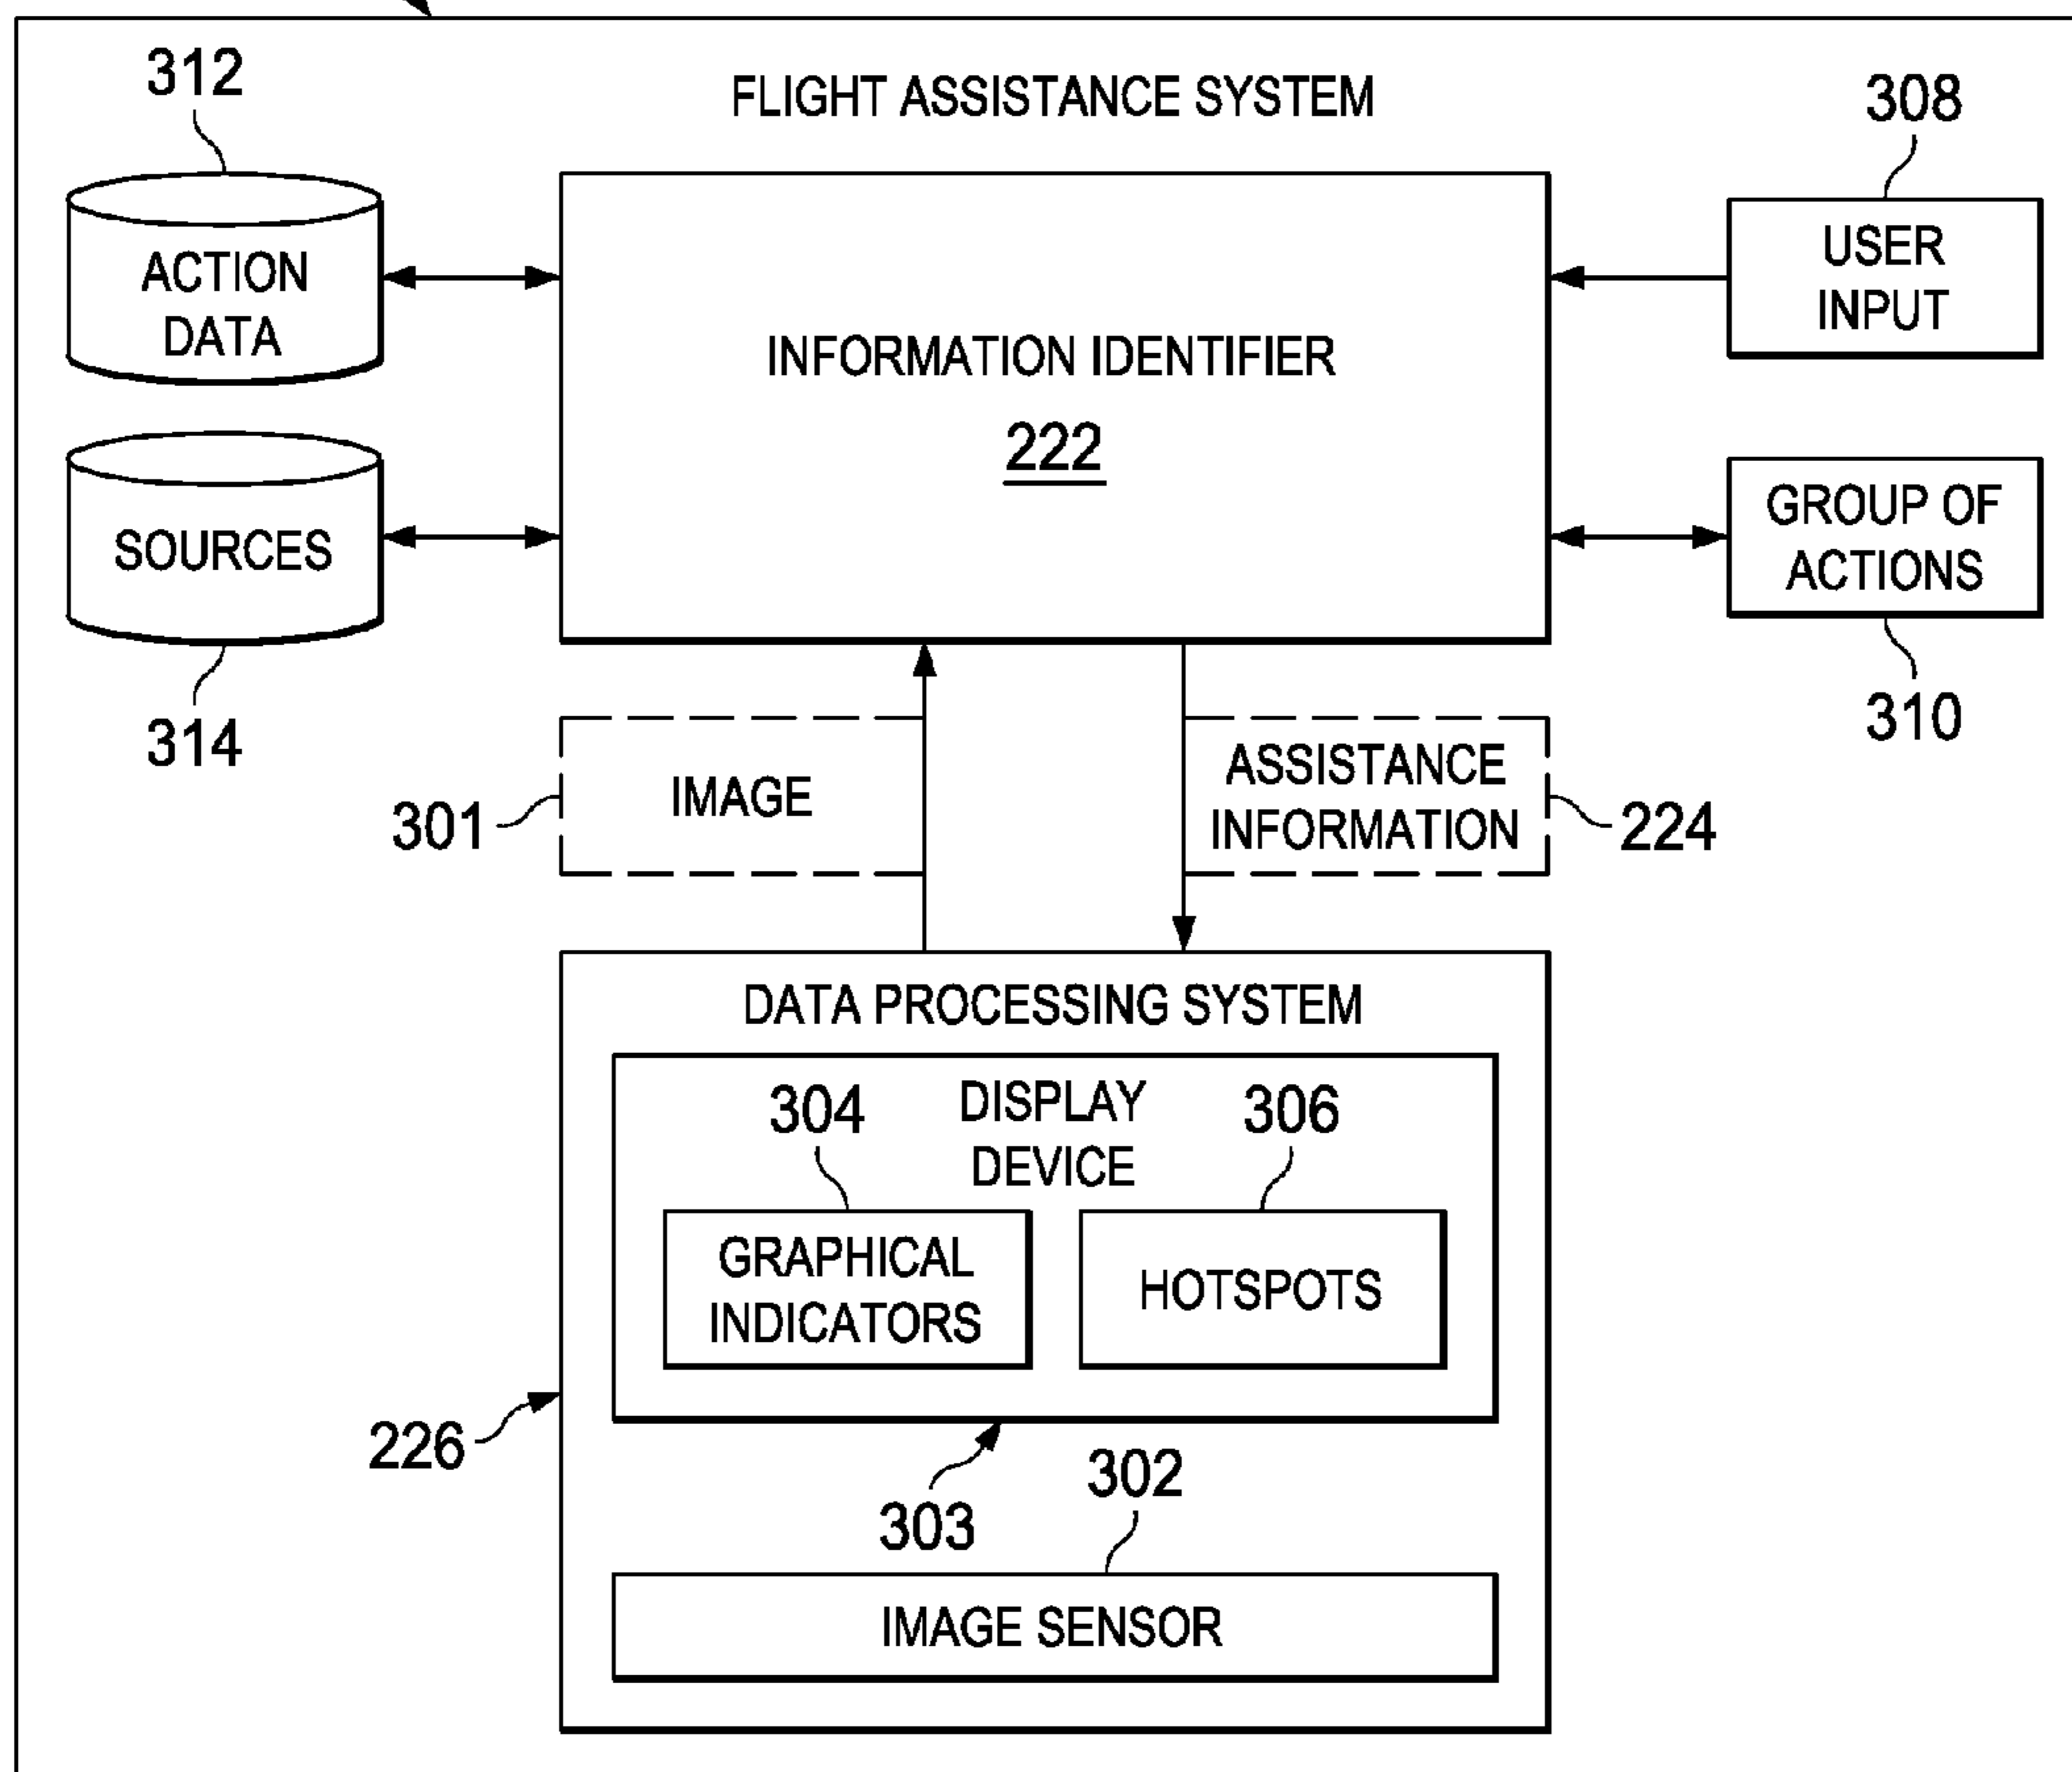 312
FLIGHT ASSISTANCE SYSTEM
308
ACTION
DATA
INFORMATION IDENTIFIER
222
USER
INPUT
SOURCES
GROUP OF
ACTIONS
314
310
301
IMAGE
ASSISTANCE
INFORMATION
224
DATA PROCESSING SYSTEM
304
DISPLAY
DEVICE
306
GRAPHICAL
INDICATORS
HOTSPOTS
226
303
302
IMAGE SENSOR